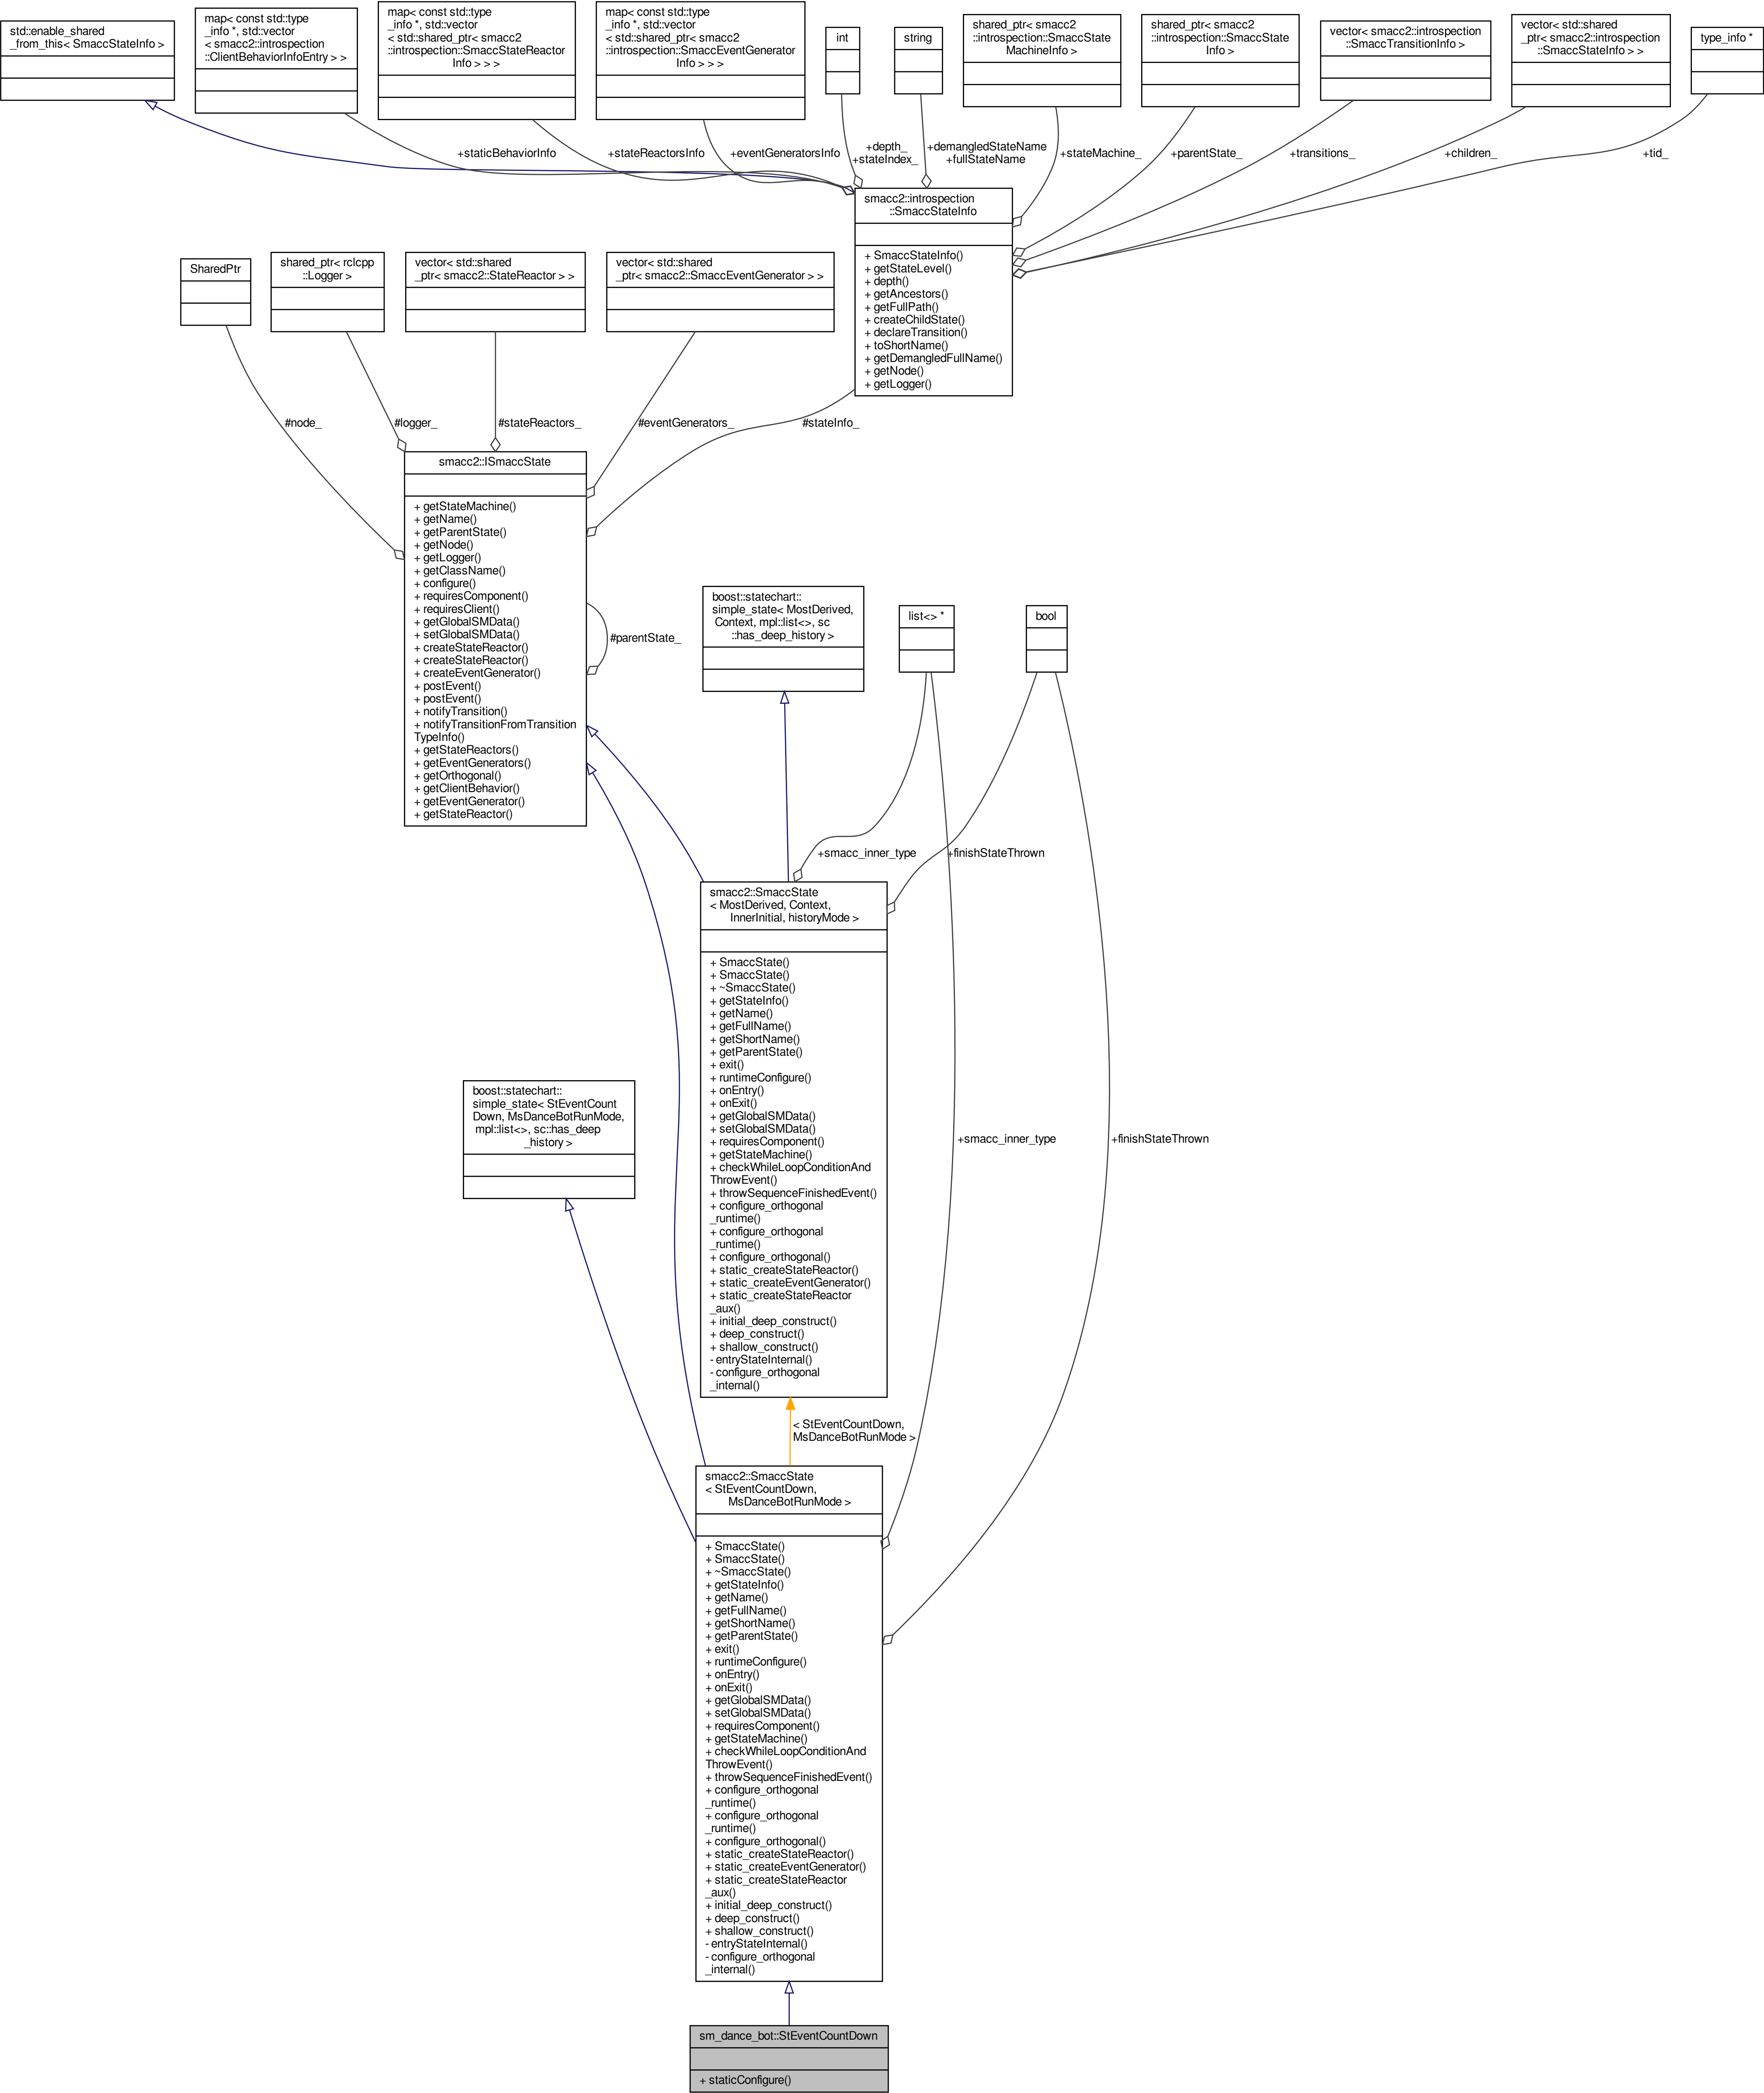 std::enable_shared
_from_this< SmaccStateInfo >
map< const std::type
_info *, std::vector
< smacc2::introspection
::ClientBehaviorInfoEntry > >
map< const std::type
_info *, std::vector
< std::shared_ptr< smacc2
::introspection::SmaccStateReactor
Info > > >
map< const std::type
_info *, std::vector
< std::shared_ptr< smacc2
::introspection::SmaccEventGenerator
Info > > >
int
string
shared_ptr< smacc2
::introspection::SmaccState
MachineInfo >
shared_ptr< smacc2
::introspection::SmaccState
Info >
vector< smacc2::introspection
::SmaccTransitionInfo >
vector< std::shared
_ptr< smacc2::introspection
::SmaccStateInfo > >
type_info *
+staticBehaviorInfo
+stateReactorsInfo
+eventGeneratorsInfo
+depth_
+stateIndex_
+demangledStateName
+fullStateName
+stateMachine_
+parentState_
+transitions_
+children_
+tid_
smacc2::introspection
::SmaccStateInfo
+ SmaccStateInfo()
+ getStateLevel()
+ depth()
+ getAncestors()
+ getFullPath()
+ createChildState()
+ declareTransition()
+ toShortName()
+ getDemangledFullName()
+ getNode()
+ getLogger()
SharedPtr
shared_ptr< rclcpp
::Logger >
vector< std::shared
_ptr< smacc2::StateReactor > >
vector< std::shared
_ptr< smacc2::SmaccEventGenerator > >
#node_
#logger_
#stateReactors_
#eventGenerators_
#stateInfo_
smacc2::ISmaccState
+ getStateMachine()
+ getName()
+ getParentState()
+ getNode()
+ getLogger()
+ getClassName()
+ configure()
+ requiresComponent()
+ requiresClient()
+ getGlobalSMData()
+ setGlobalSMData()
+ createStateReactor()
+ createStateReactor()
+ createEventGenerator()
+ postEvent()
+ postEvent()
+ notifyTransition()
+ notifyTransitionFromTransition
TypeInfo()
+ getStateReactors()
+ getEventGenerators()
+ getOrthogonal()
+ getClientBehavior()
+ getEventGenerator()
+ getStateReactor()
#parentState_
boost::statechart::
simple_state< MostDerived,
Context, mpl::list<>, sc
::has_deep_history >
list<> *
bool
+smacc_inner_type
+finishStateThrown
smacc2::SmaccState
< MostDerived, Context,
InnerInitial, historyMode >
+ SmaccState()
+ SmaccState()
+ ~SmaccState()
+ getStateInfo()
+ getName()
+ getFullName()
+ getShortName()
+ getParentState()
+ exit()
+ runtimeConfigure()
+ onEntry()
+ onExit()
+ getGlobalSMData()
+ setGlobalSMData()
+ requiresComponent()
+ getStateMachine()
+ checkWhileLoopConditionAnd
ThrowEvent()
+ throwSequenceFinishedEvent()
+ configure_orthogonal
_runtime()
+ configure_orthogonal
_runtime()
+ configure_orthogonal()
+ static_createStateReactor()
+ static_createEventGenerator()
+ static_createStateReactor
_aux()
+ initial_deep_construct()
+ deep_construct()
+ shallow_construct()
- entryStateInternal()
- configure_orthogonal
_internal()
boost::statechart::
simple_state< StEventCount
Down, MsDanceBotRunMode,
mpl::list<>, sc::has_deep
_history >
+smacc_inner_type
+finishStateThrown
< StEventCountDown,
MsDanceBotRunMode >
smacc2::SmaccState
< StEventCountDown,
MsDanceBotRunMode >
+ SmaccState()
+ SmaccState()
+ ~SmaccState()
+ getStateInfo()
+ getName()
+ getFullName()
+ getShortName()
+ getParentState()
+ exit()
+ runtimeConfigure()
+ onEntry()
+ onExit()
+ getGlobalSMData()
+ setGlobalSMData()
+ requiresComponent()
+ getStateMachine()
+ checkWhileLoopConditionAnd
ThrowEvent()
+ throwSequenceFinishedEvent()
+ configure_orthogonal
_runtime()
+ configure_orthogonal
_runtime()
+ configure_orthogonal()
+ static_createStateReactor()
+ static_createEventGenerator()
+ static_createStateReactor
_aux()
+ initial_deep_construct()
+ deep_construct()
+ shallow_construct()
- entryStateInternal()
- configure_orthogonal
_internal()
sm_dance_bot::StEventCountDown
+ staticConfigure()